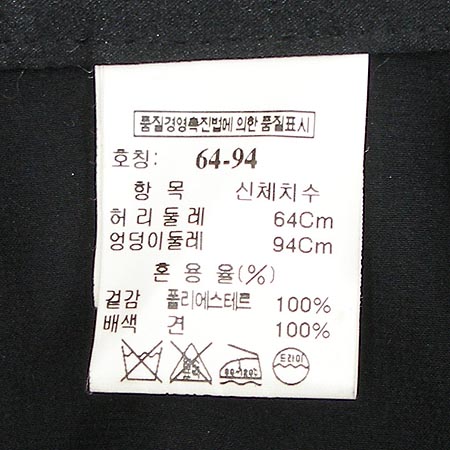 품질경영촉진법에 의한 품질표시
호칭: 64-94
항 목 신체치수
허리둘레 64Cm
엉덩이둘레 94Cm
혼 용 율(%)
겉감 폴리에스테르 100%
배색 견 100%
드라이